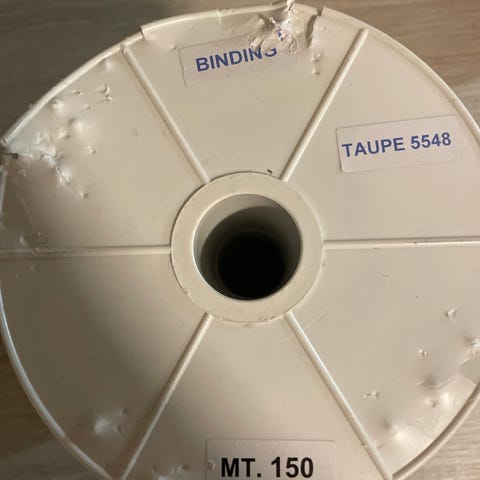 BINDING
TAUPE 5548
MT. 150